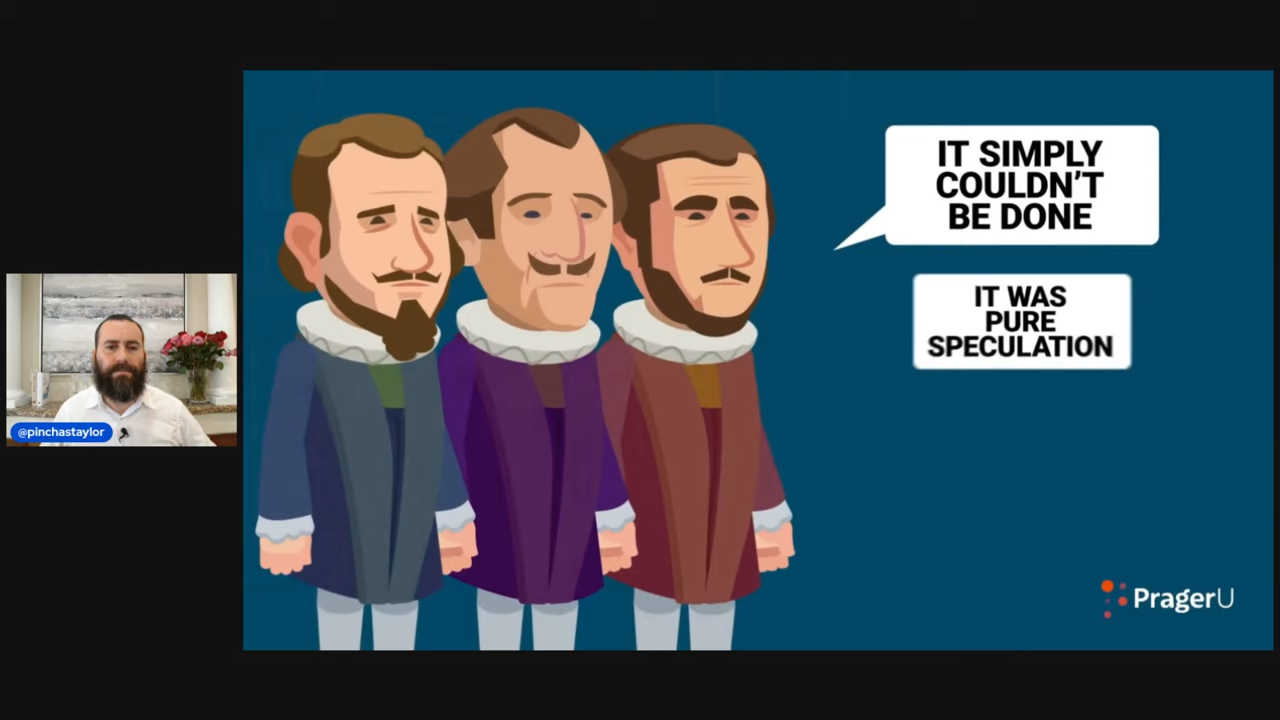 IT SIMPLY
COULDN'T
BE DONE
IT WAS
PURE
SPECULATION
@pinchastaylor
PragerU